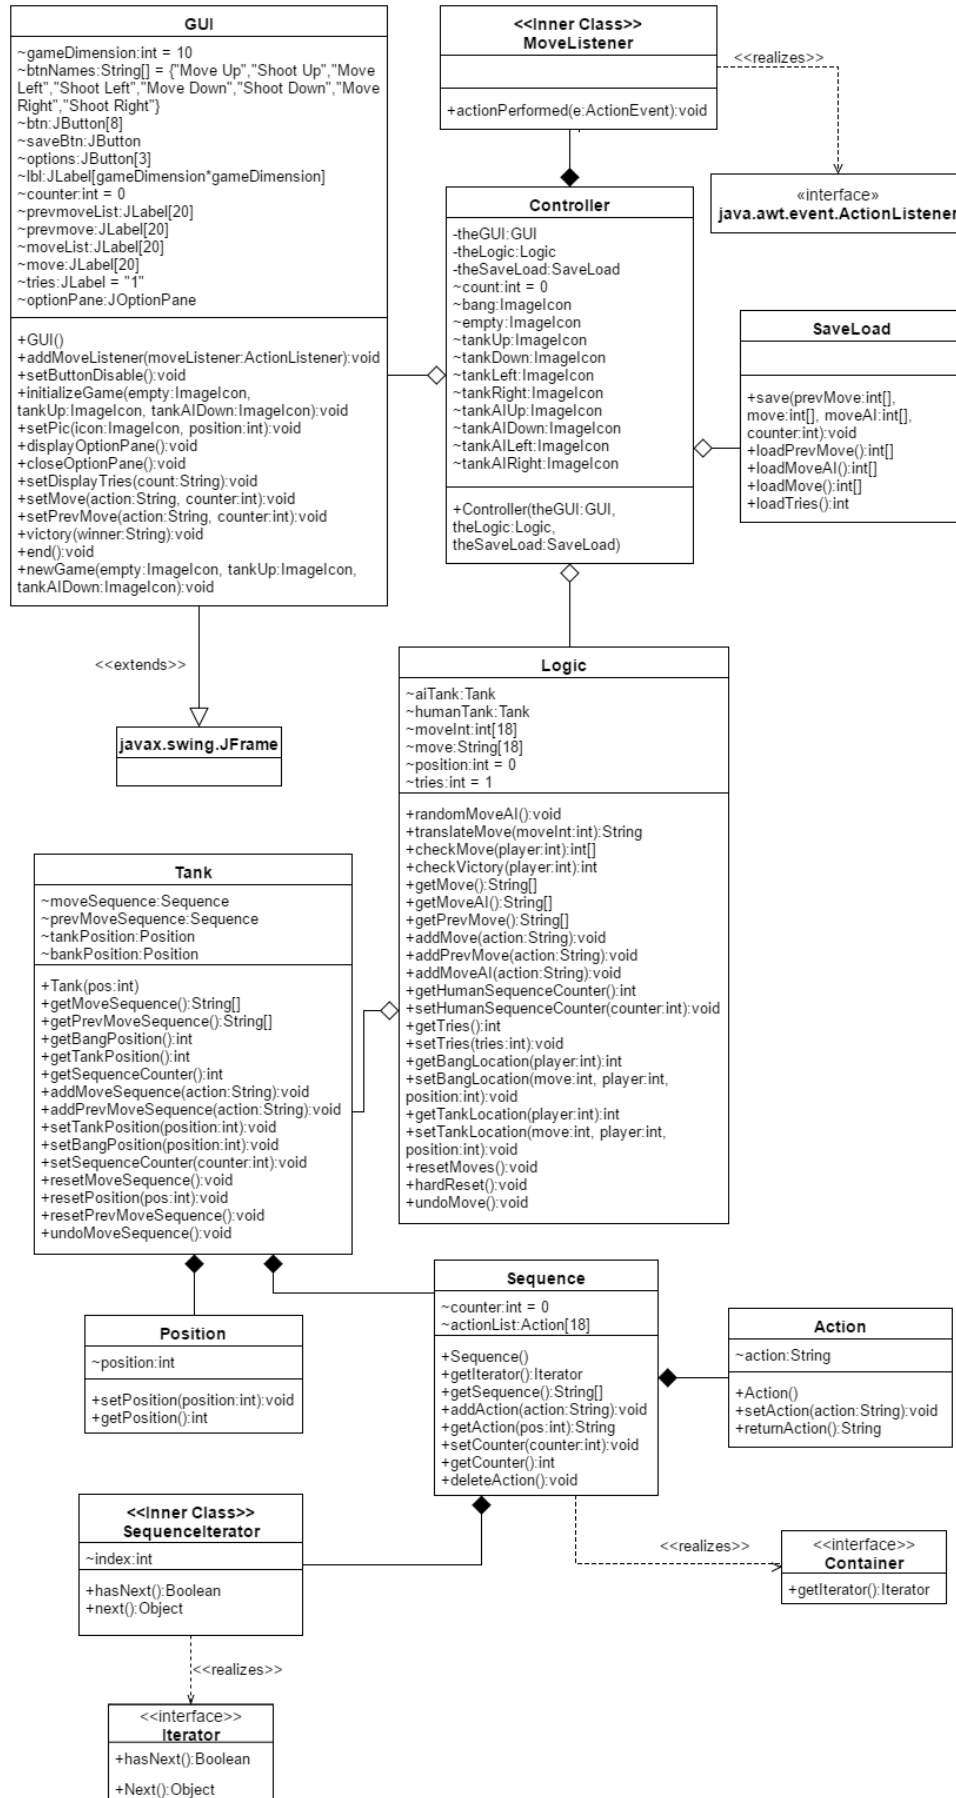 GUI
~gameDimension:int = 10
~btnNames:String[] = {"Move Up","Shoot Up","Move
Left","Shoot Left","Move Down","Shoot Down","Move
Right","Shoot Right"}
~btn:JButton[8]
~saveBtn:JButton
~options:JButton[3]
~lbl:JLabel[gameDimension*gameDimension]
~counter:int = 0
~prevmoveList:JLabel[20]
~prevmove:JLabel[20]
~moveList:JLabel[20]
~move:JLabel[20]
~tries:JLabel = "1"
~optionPane:JOptionPane
+GUI()
+addMoveListener(moveListener:ActionListener):void
+setButtonDisable():void
+initializeGame(empty:ImageIcon,
tankUp:ImageIcon, tankAIDown:ImageIcon):void
+setPic(icon:ImageIcon, position:int):void
+displayOptionPane():void
+closeOptionPane():void
+setDisplayTries(count:String):void
+setMove(action:String, counter:int):void
+setPrevMove(action:String, counter:int):void
+victory(winner:String):void
+end():void
+newGame(empty:ImageIcon, tankUp:ImageIcon,
tankAIDown:ImageIcon):void
<<Inner Class>>
MoveListener
+actionPerformed(e:ActionEvent):void
<<realizes>>
«interface»
java.awt.event.ActionListener
Controller
-theGUI:GUI
-theLogic:Logic
-theSaveLoad:SaveLoad
~count:int = 0
~bang:ImageIcon
~empty:ImageIcon
~tankUp:ImageIcon
~tankDown:ImageIcon
~tankLeft:ImageIcon
~tankRight:ImageIcon
~tankAIUp:ImageIcon
~tankAIDown:ImageIcon
~tankAILeft:ImageIcon
~tankAIRight:ImageIcon
+Controller(theGUI:GUI,
theLogic:Logic,
theSaveLoad:SaveLoad)
SaveLoad
+save(prevMove:int[],
move:int[], moveAI:int[],
counter:int):void
+loadPrevMove():int[]
+loadMoveAI():int[]
+loadMove():int[]
+loadTries():int
<<extends>>
javax.swing.JFrame
Logic
~aiTank:Tank
~humanTank:Tank
~moveInt:int[18]
~move:String[18]
~position:int = 0
~tries:int = 1
+randomMoveAI():void
+translateMove(moveInt:int):String
+checkMove(player:int):int[]
+checkVictory(player:int):int
+getMove():String[]
+getMoveAI():String[]
+getPrevMove():String[]
+addMove(action:String):void
+addPrevMove(action:String):void
+addMoveAI(action:String):void
+getHumanSequenceCounter():int
+setHumanSequenceCounter(counter:int):void
+getTries():int
+setTries(tries:int):void
+getBangLocation(player:int):int
+setBangLocation(move:int, player:int,
position:int):void
+getTankLocation(player:int):int
+setTankLocation(move:int, player:int,
position:int):void
+resetMoves():void
+hardReset():void
+undoMove():void
Tank
~moveSequence:Sequence
~prevMoveSequence:Sequence
~tankPosition:Position
~bankPosition:Position
+Tank(pos:int)
+getMoveSequence():String[]
+getPrevMoveSequence():String[]
+getBangPosition():int
+getTankPosition():int
+getSequenceCounter():int
+addMoveSequence(action:String):void
+addPrevMoveSequence(action:String):void
+setTankPosition(position:int):void
+setBangPosition(position:int):void
+setSequenceCounter(counter:int):void
+resetMoveSequence():void
+resetPosition(pos:int):void
+resetPrevMoveSequence():void
+undoMoveSequence():void
Position
~position:int
+setPosition(position:int):void
+getPosition():int
Sequence
~counter:int = 0
~actionList:Action[18]
+Sequence()
+getIterator():Iterator
+getSequence():String[]
+addAction(action:String):void
+getAction(pos:int):String
+setCounter(counter:int):void
+getCounter():int
+deleteAction():void
Action
~action:String
+Action()
+setAction(action:String):void
+returnAction():String
<<Inner Class>>
SequenceIterator
~index:int
+hasNext():Boolean
+next():Object
<<realizes>>
<<interface>>
Container
+getIterator():Iterator
<<realizes>>
<<interface>>
Iterator
+hasNext():Boolean
+Next():Object